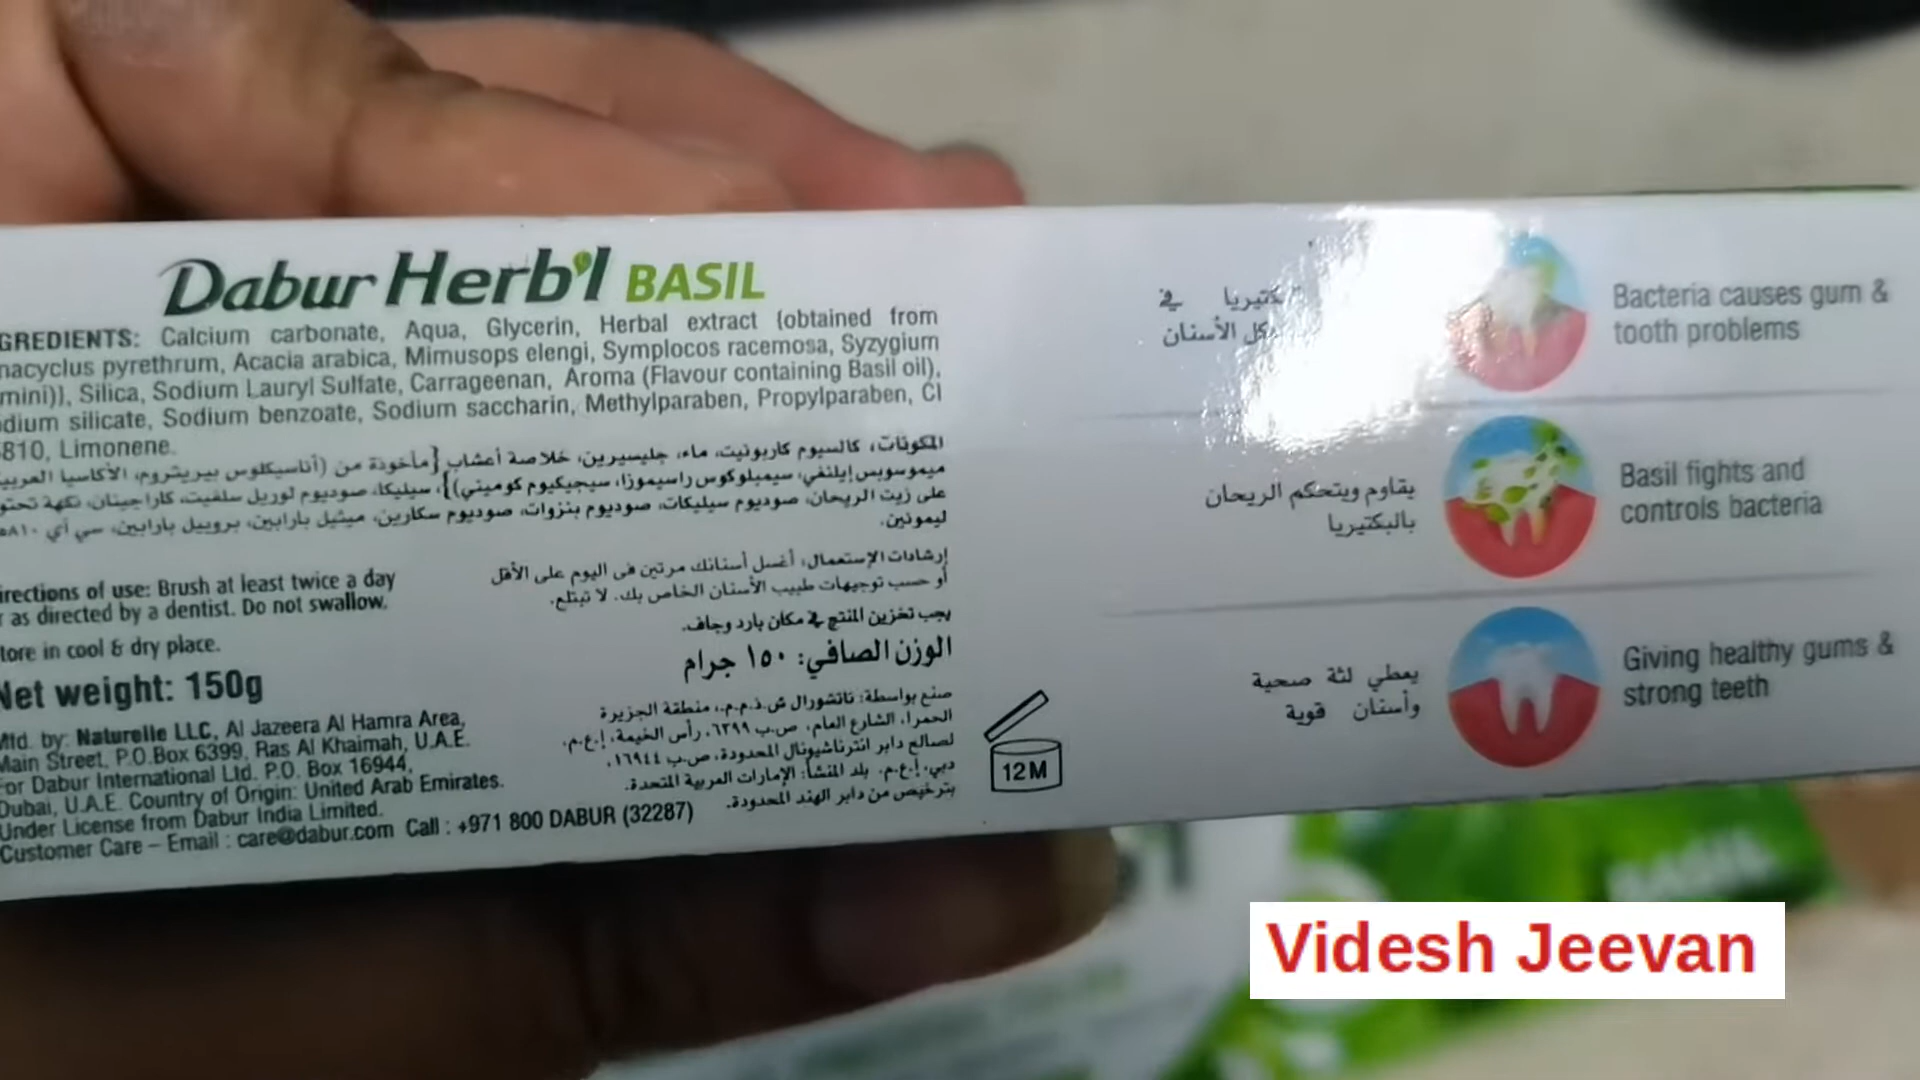 Dabur Herb'l BASIL
GREDIENTS: Calcium carbonate, Aqua, Glycerin, Herbal extract {obtained from
nacyclus pyrethrum, Acacia arabica, Mimusops elengi, Symplocos racemosa, Syzygium
mini)}, Silica, Sodium Lauryl Sulfate, Carrageenan, Aroma (Flavour containing Basil oil),
dium silicate, Sodium benzoate, Sodium saccharin, Methylparaben, Propylparaben, CI
810, Limonene.
المكونات، كالسيوم كاربونيت، ماء، جليسيرين، خلاصة أعشاب {مأخوذة من (أناسيكلوس بيريثروم، الأكاسيا العربي
ميموسوبس إيلنغي، سيمبلوكوس راسيموزا، سيجيكيوم كوميني)}، سيليكا، صوديوم لوريل سلفيت، كاراجينان، نكهة تحتو
على زيت الريحان، صوديوم سيليكات، صوديوم بنزوات، صوديوم سكارين، ميثيل بارابين، بروبيل بارابين، سي آي
ليمونين.
irections of use: Brush at least twice a day
r as directed by a dentist. Do not swallow.
tore in cool & dry place.
Net weight: 150g
إرشادات الإستعمال: أغسل أسنانك مرتين فى اليوم على الأقل
أو حسب توجيهات طبيب الأسنان الخاص بك. لا تبتلع.
يجب تخزين المنتج في مكان بارد وجاف.
الوزن الصافي: ١٥٠ جرام
Mfd. by: Naturelle LLC, Al Jazeera Al Hamra Area,
Main Street, P.O.Box 6399, Ras Al Khaimah, U.A.E.
For Dabur International Ltd. P.O. Box 16944,
Dubai, U.A.E. Country of Origin: United Arab Emirates.
Under License from Dabur India Limited.
Customer Care – Email : care@dabur.com Call : +971 800 DABUR (32287)
صنع بواسطة: ناتشورال ش.ذ.م.م.، منطقة الجزيرة
الحمرا، الشارع العام، ص.ب ٦٣٩٩، رأس الخيمة، إ.ع.م.
لصالح دابر انترناشيونال المحدودة، ص.ب ١٦٩٤٤،
دبي، إ.ع.م. بلد المنشأ: الإمارات العربية المتحدة.
بترخيص من دابر الهند المحدودة.
12M
في
الأسنان
Bacteria causes gum &
tooth problems
يقاوم ويتحكم الريحان
بالبكتيريا
Basil fights and
controls bacteria
يعطي لثة صحية
وأسنان قوية
Giving healthy gums &
strong teeth
BASIL
Videsh Jeevan